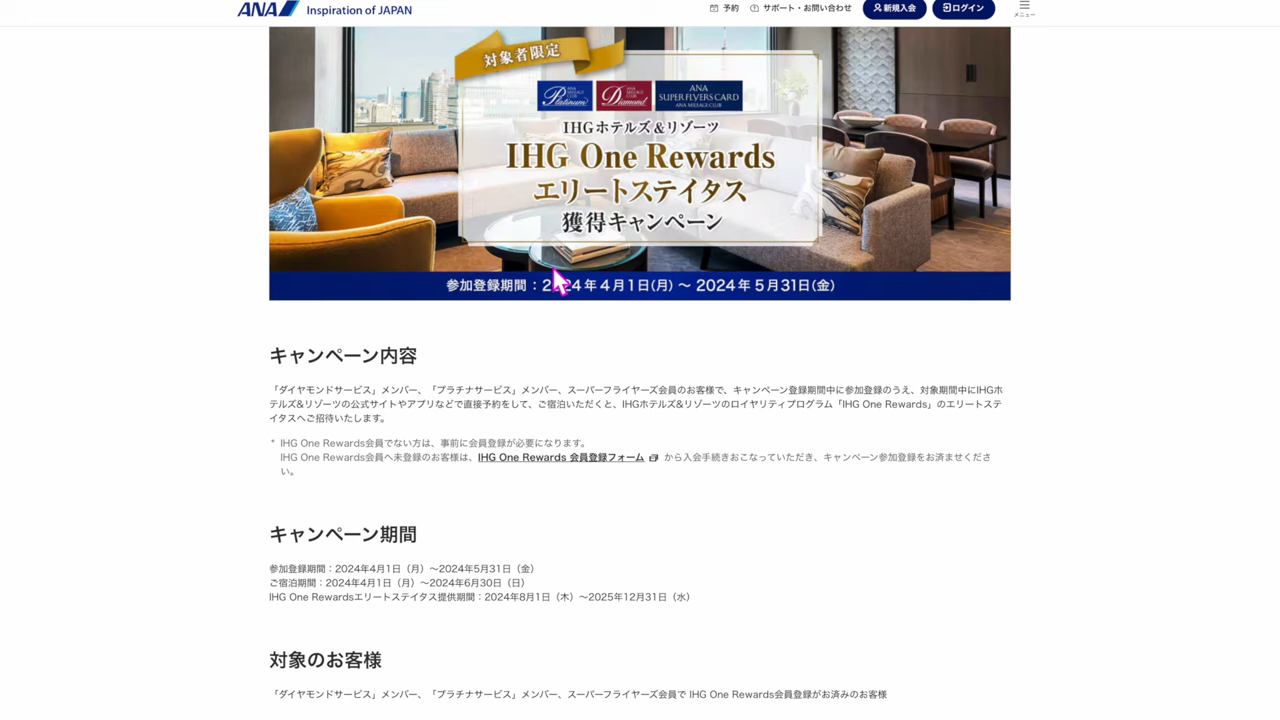 ANA Inspiration of JAPAN
予約
サポート・お問い合わせ
新規入会
ログイン
メニュー
対象者限定
ANA MILEAGE CLUB Platinum
ANA MILEAGE CLUB Diamond
ANA SUPER FLYERS CARD ANA MILEAGE CLUB
IHGホテルズ&リゾーツ
IHG One Rewards
エリートステイタス
獲得キャンペーン
参加登録期間：2024年4月1日(月) ～ 2024年5月31日(金)
キャンペーン内容
「ダイヤモンドサービス」メンバー、「プラチナサービス」メンバー、スーパーフライヤーズ会員のお客様で、キャンペーン登録期間中に参加登録のうえ、対象期間中にIHGホ
テルズ&リゾーツの公式サイトやアプリなどで直接予約をして、ご宿泊いただくと、IHGホテルズ&リゾーツのロイヤリティプログラム「IHG One Rewards」のエリートステ
イタスへご招待いたします。
* IHG One Rewards会員でない方は、事前に会員登録が必要になります。
IHG One Rewards会員へ未登録のお客様は、IHG One Rewards 会員登録フォーム から入会手続きおこなっていただき、キャンペーン参加登録をお済ませくださ
い。
キャンペーン期間
参加登録期間：2024年4月1日（月）～2024年5月31日（金）
ご宿泊期間：2024年4月1日（月）～2024年6月30日（日）
IHG One Rewardsエリートステイタス提供期間：2024年8月1日（木）～2025年12月31日（水）
対象のお客様
「ダイヤモンドサービス」メンバー、「プラチナサービス」メンバー、スーパーフライヤーズ会員で IHG One Rewards会員登録がお済みのお客様